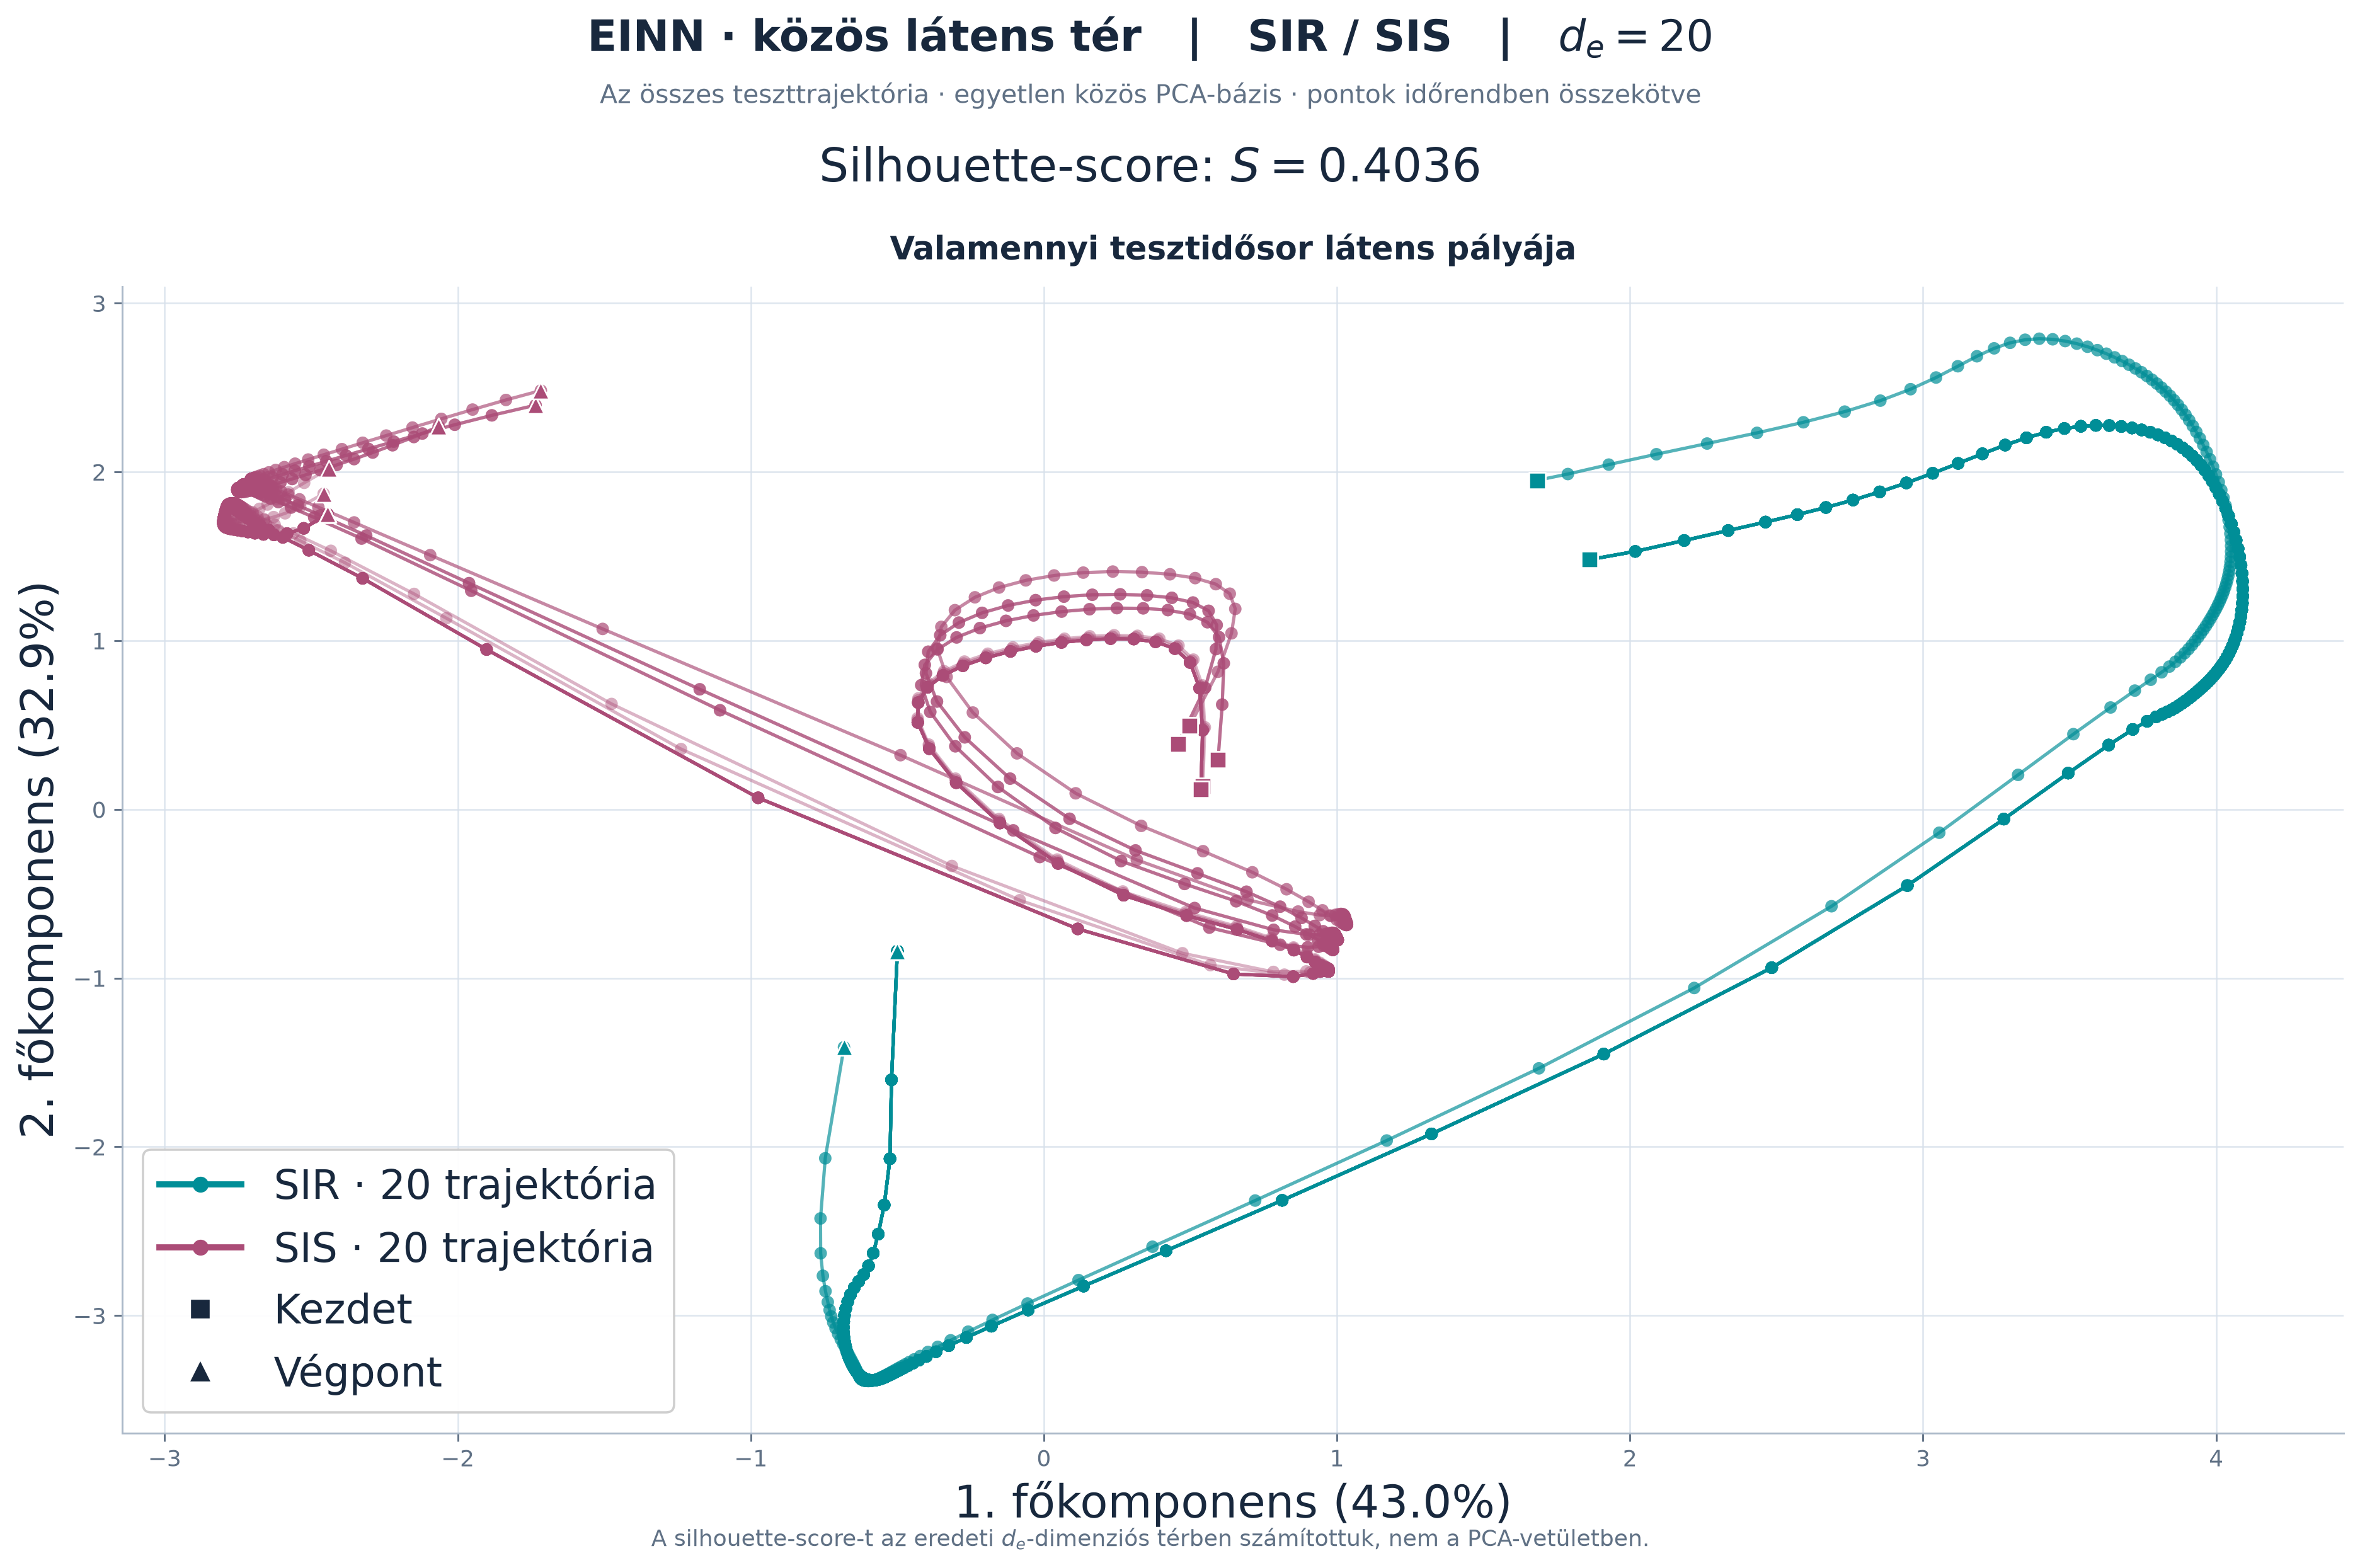 EINN · közös látens tér | SIR / SIS | dₑ = 20
Az összes teszttrajektória · egyetlen közös PCA-bázis · pontok időrendben összekötve
Silhouette-score: S = 0.4036
Valamennyi tesztidősor látens pályája
3
2
1
0
−1
−2
−3
2. főkomponens (32.9%)
SIR · 20 trajektória
SIS · 20 trajektória
Kezdet
Végpont
−3 −2 −1 0 1 2 3 4
1. főkomponens (43.0%)
A silhouette-score-t az eredeti dₑ-dimenziós térben számítottuk, nem a PCA-vetületben.